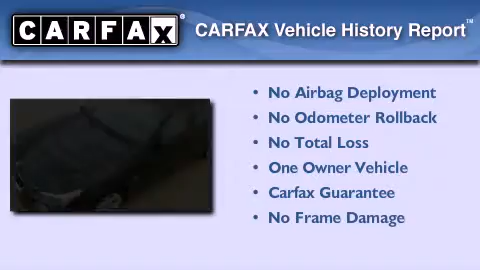 CARFAX® CARFAX Vehicle History Report™
• No Airbag Deployment
• No Odometer Rollback
• No Total Loss
• One Owner Vehicle
• Carfax Guarantee
• No Frame Damage